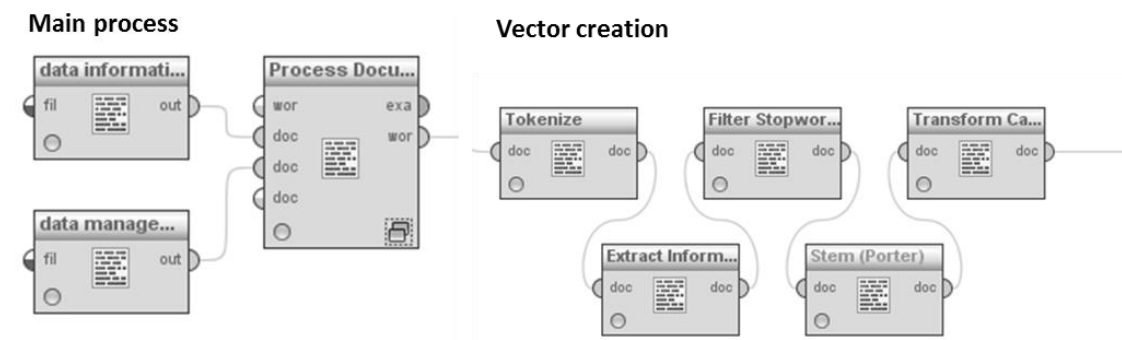 Main process
Vector creation
data informati...
fil out
Process Docu...
wor exa
doc wor
doc
doc
data manage...
fil out
Tokenize
doc doc
Filter Stopwor...
doc doc
Transform Ca...
doc doc
Extract Inform...
doc doc
Stem (Porter)
doc doc